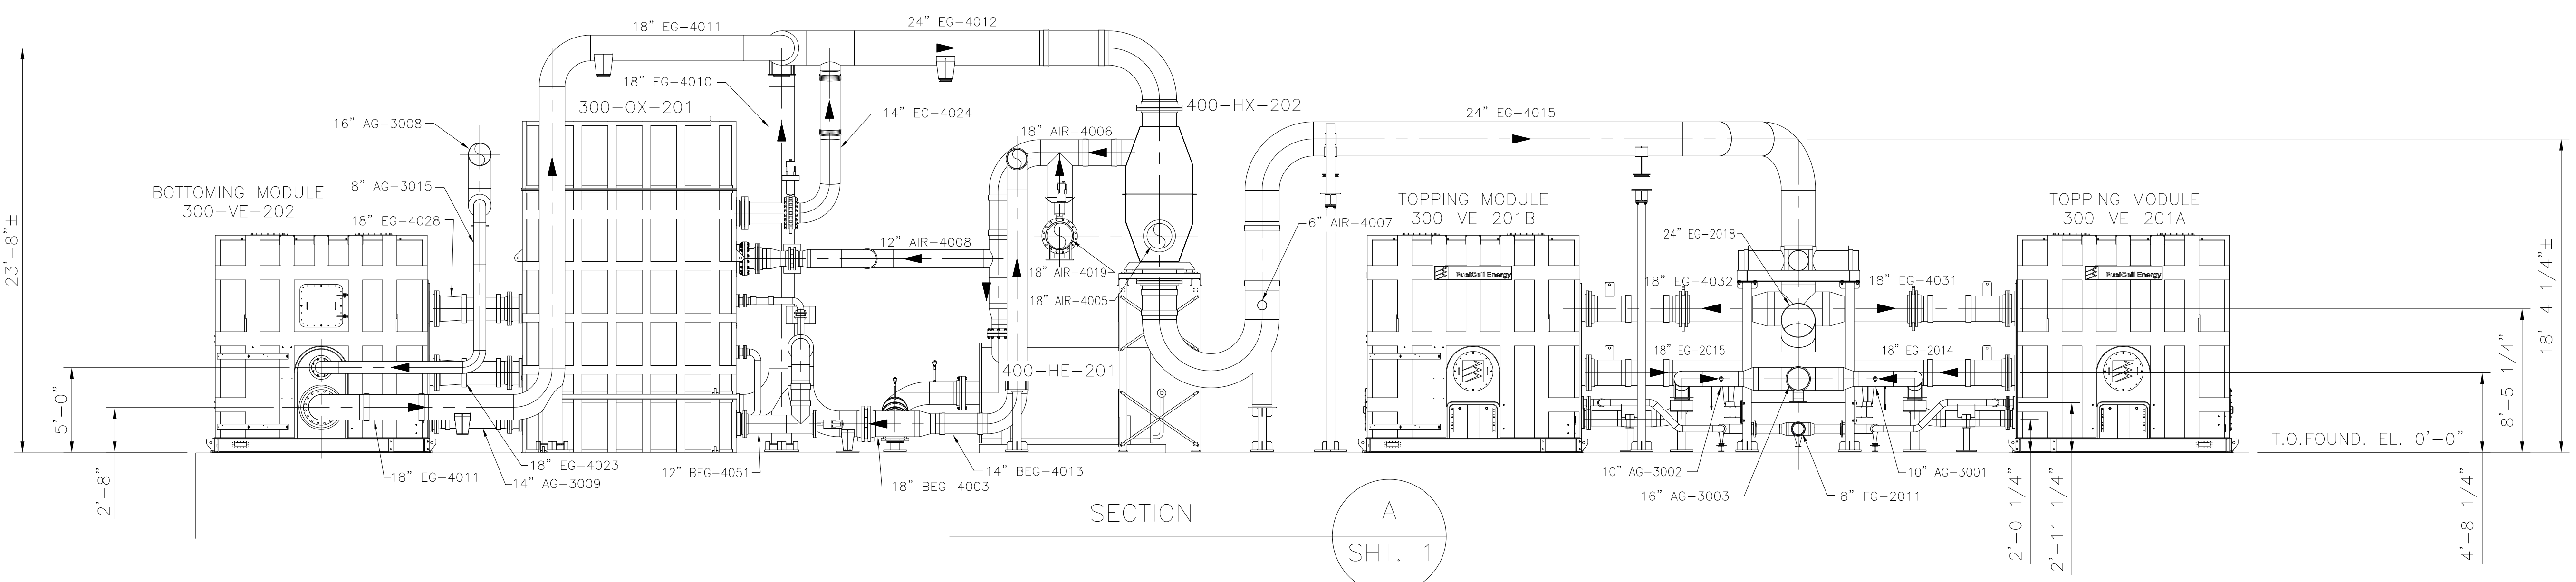 18" EG-4011
24" EG-4012
18" EG-4010
300-OX-201
14" EG-4024
16" AG-3008
8" AG-3015
BOTTOMING MODULE
300-VE-202
18" EG-4028
23'-8"±
5'-0"
2'-8"
18" EG-4011
18" EG-4023
14" AG-3009
12" BEG-4051
18" BEG-4003
14" BEG-4013
12" AIR-4008
18" AIR-4006
400-HX-202
18" AIR-4019
18" AIR-4005
400-HE-201
6" AIR-4007
24" EG-4015
TOPPING MODULE
300-VE-201B
FuelCell Energy
24" EG-2018
18" EG-4032
18" EG-4031
18" EG-2015
18" EG-2014
TOPPING MODULE
300-VE-201A
FuelCell Energy
10" AG-3002
16" AG-3003
10" AG-3001
8" FG-2011
T.O.FOUND. EL. 0'-0"
2'-0 1/4"
2'-11 1/4"
4'-8 1/4"
8'-5 1/4"
18'-4 1/4"±
SECTION
A
SHT. 1